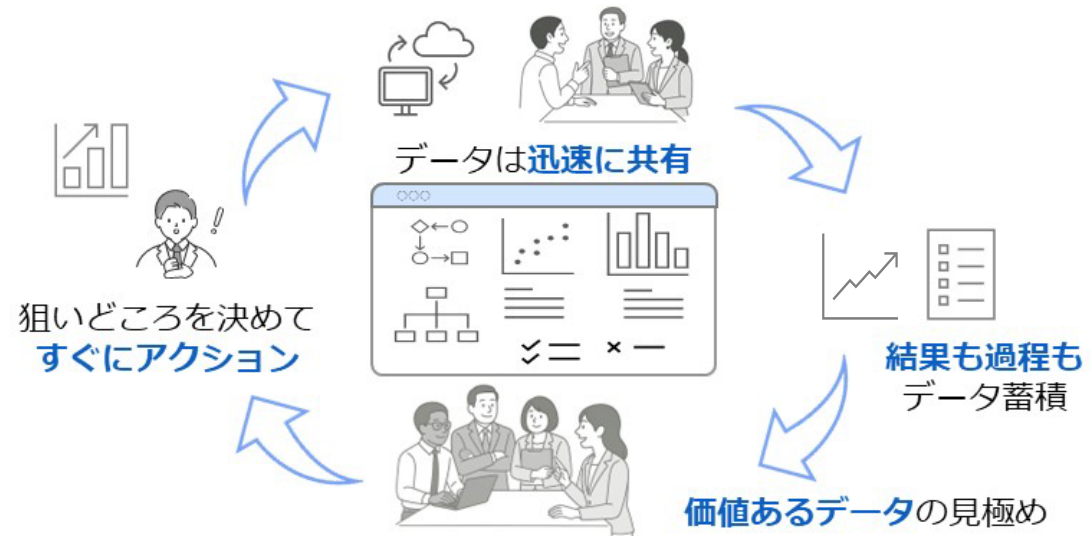 データは迅速に共有
狙いどころを決めて
すぐにアクション
結果も過程も
データ蓄積
価値あるデータの見極め